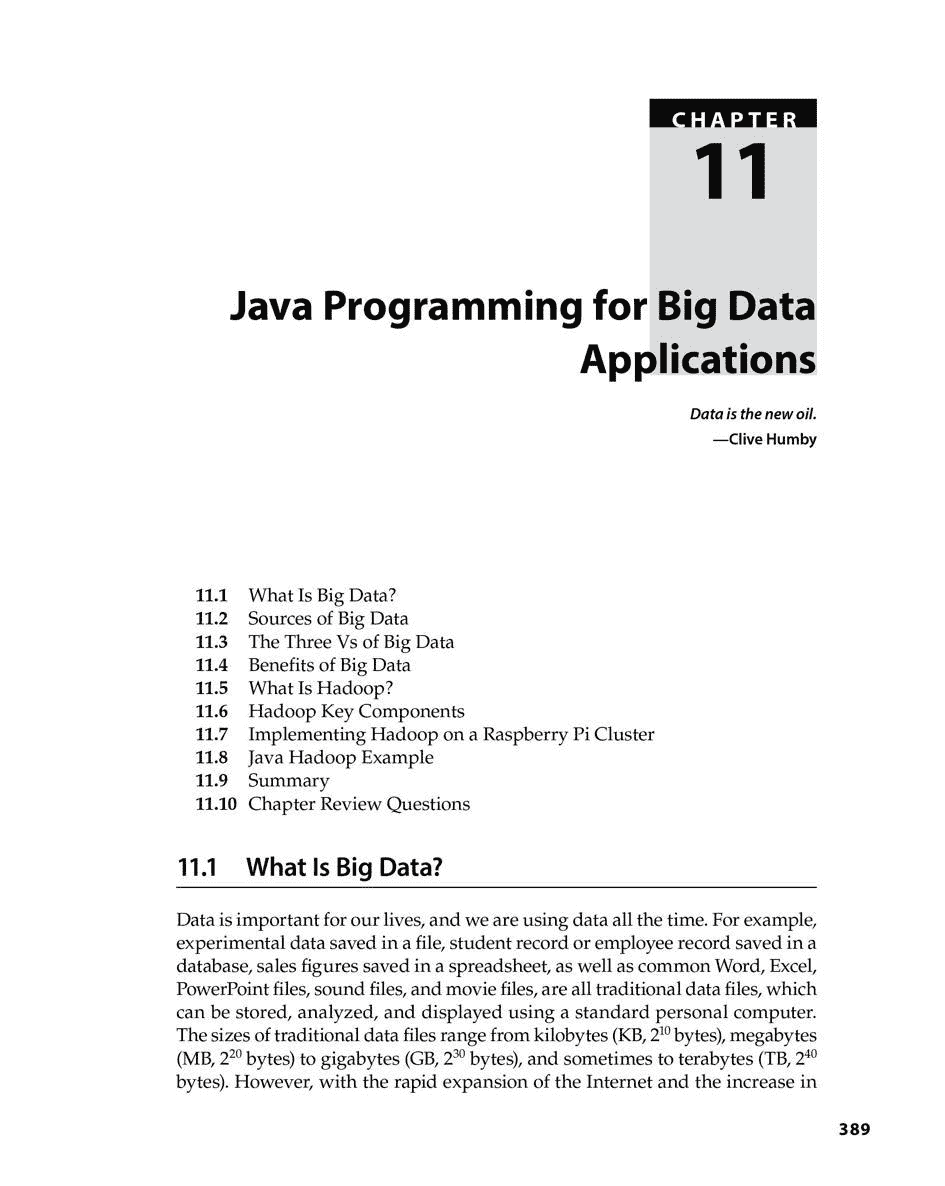 CHAPTER
11
Java Programming for Big Data
Applications
Data is the new oil.
—Clive Humby
11.1 What Is Big Data?
11.2 Sources of Big Data
11.3 The Three Vs of Big Data
11.4 Benefits of Big Data
11.5 What Is Hadoop?
11.6 Hadoop Key Components
11.7 Implementing Hadoop on a Raspberry Pi Cluster
11.8 Java Hadoop Example
11.9 Summary
11.10 Chapter Review Questions
11.1 What Is Big Data?
Data is important for our lives, and we are using data all the time. For example,
experimental data saved in a file, student record or employee record saved in a
database, sales figures saved in a spreadsheet, as well as common Word, Excel,
PowerPoint files, sound files, and movie files, are all traditional data files, which
can be stored, analyzed, and displayed using a standard personal computer.
The sizes of traditional data files range from kilobytes (KB, 2¹⁰ bytes), megabytes
(MB, 2²⁰ bytes) to gigabytes (GB, 2³⁰ bytes), and sometimes to terabytes (TB, 2⁴⁰
bytes). However, with the rapid expansion of the Internet and the increase in
389